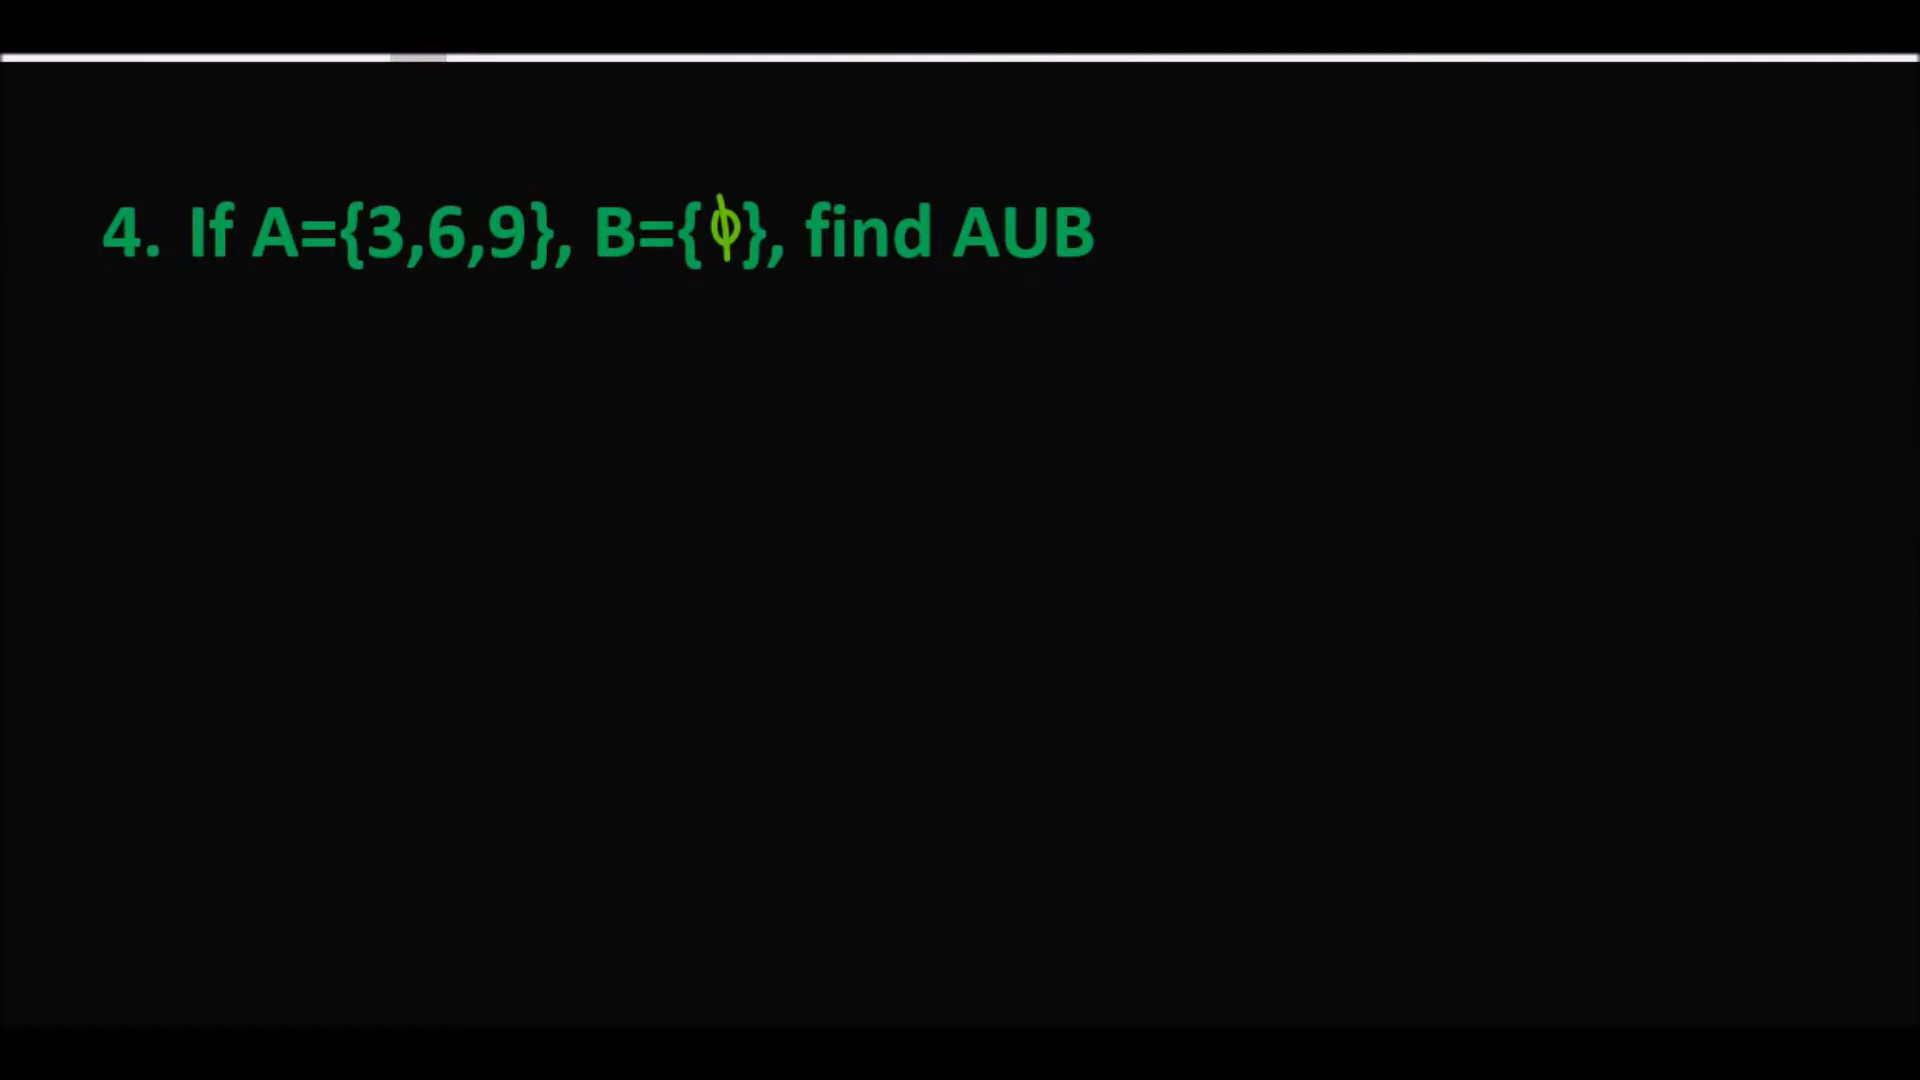 4. If A={3,6,9}, B={ϕ}, find AUB